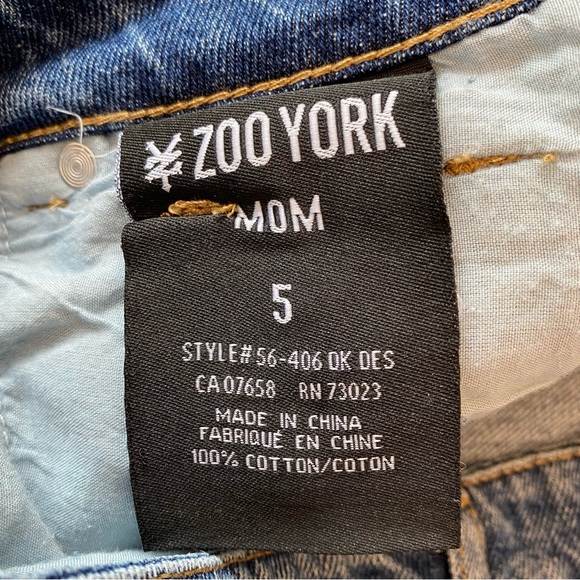 ZOO YORK
MOM
5
STYLE# 56-406 DK DES
CA 07658 RN 73023
MADE IN CHINA
FABRIQUÉ EN CHINE
100% COTTON/COTON